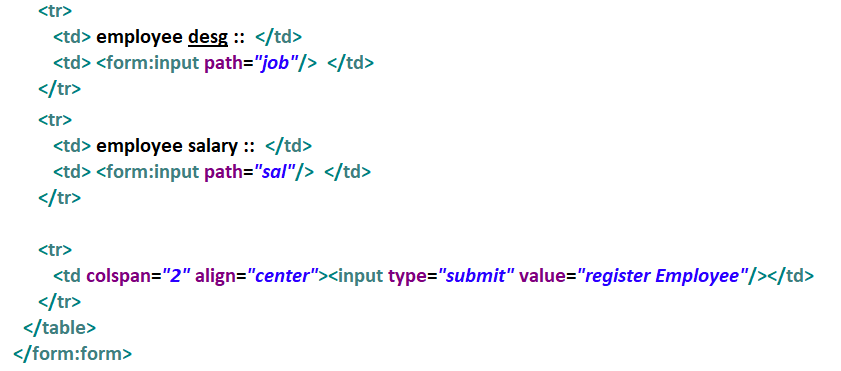 <tr>
<td> employee desg ::  </td>
<td> <form:input path="job"/>  </td>
</tr>
<tr>
<td> employee salary ::  </td>
<td> <form:input path="sal"/>  </td>
</tr>
<tr>
<td colspan="2" align="center"><input type="submit" value="register Employee"/></td>
</tr>
</table>
</form:form>